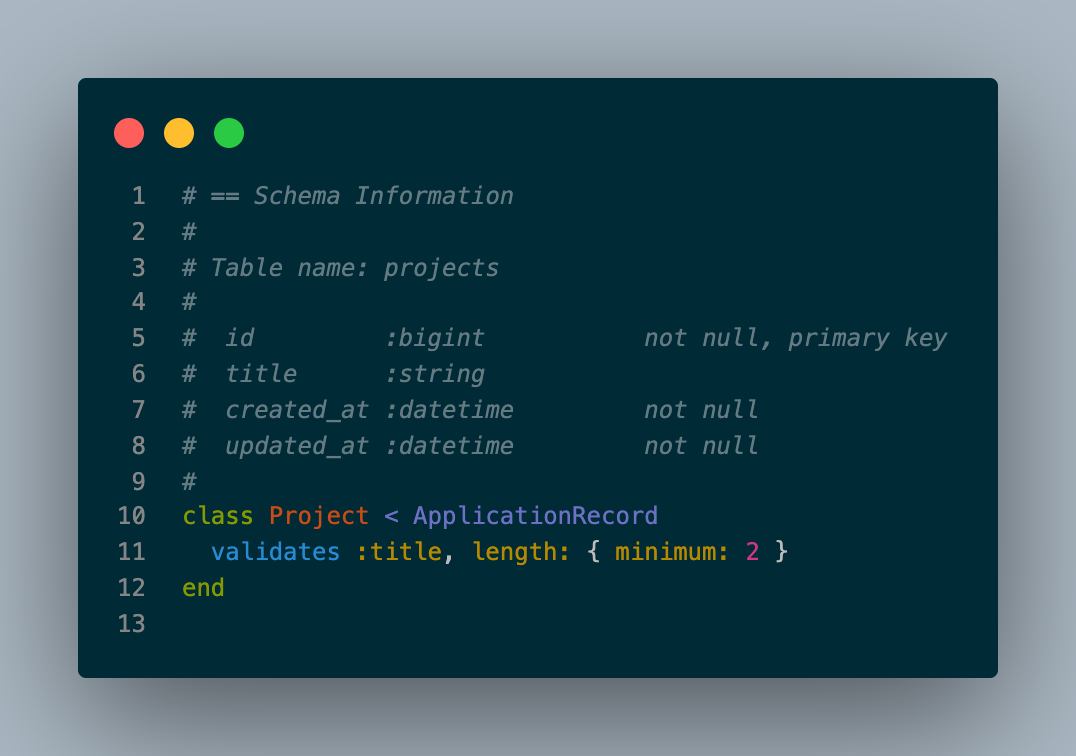 1 # == Schema Information
2 #
3 # Table name: projects
4 #
5 #  id         :bigint           not null, primary key
6 #  title      :string
7 #  created_at :datetime         not null
8 #  updated_at :datetime         not null
9 #
10 class Project < ApplicationRecord
11   validates :title, length: { minimum: 2 }
12 end
13